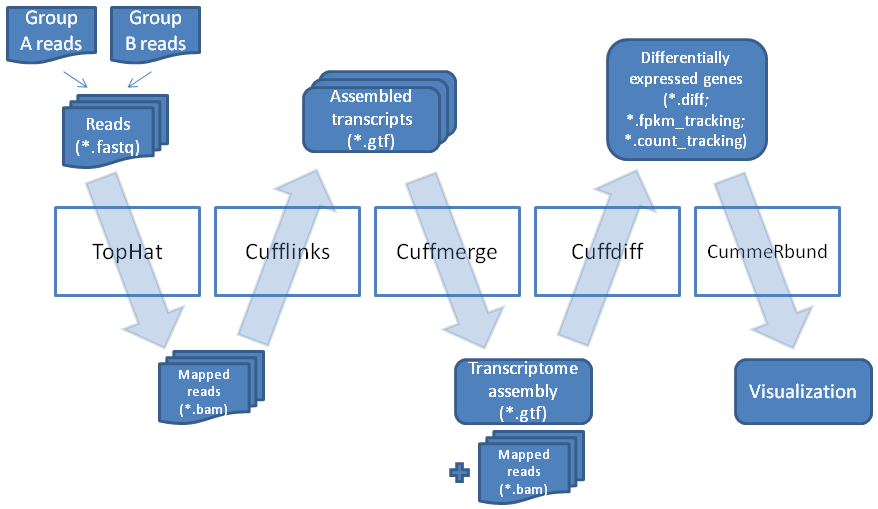 Group
A reads
Group
B reads
Reads
(*.fastq)
Assembled
transcripts
(*.gtf)
Differentially
expressed genes
(*.diff;
*.fpkm_tracking;
*.count_tracking)
TopHat
Cufflinks
Cuffmerge
Cuffdiff
CummeRbund
Mapped
reads
(*.bam)
Transcriptome
assembly
(*.gtf)
+
Mapped
reads
(*.bam)
Visualization